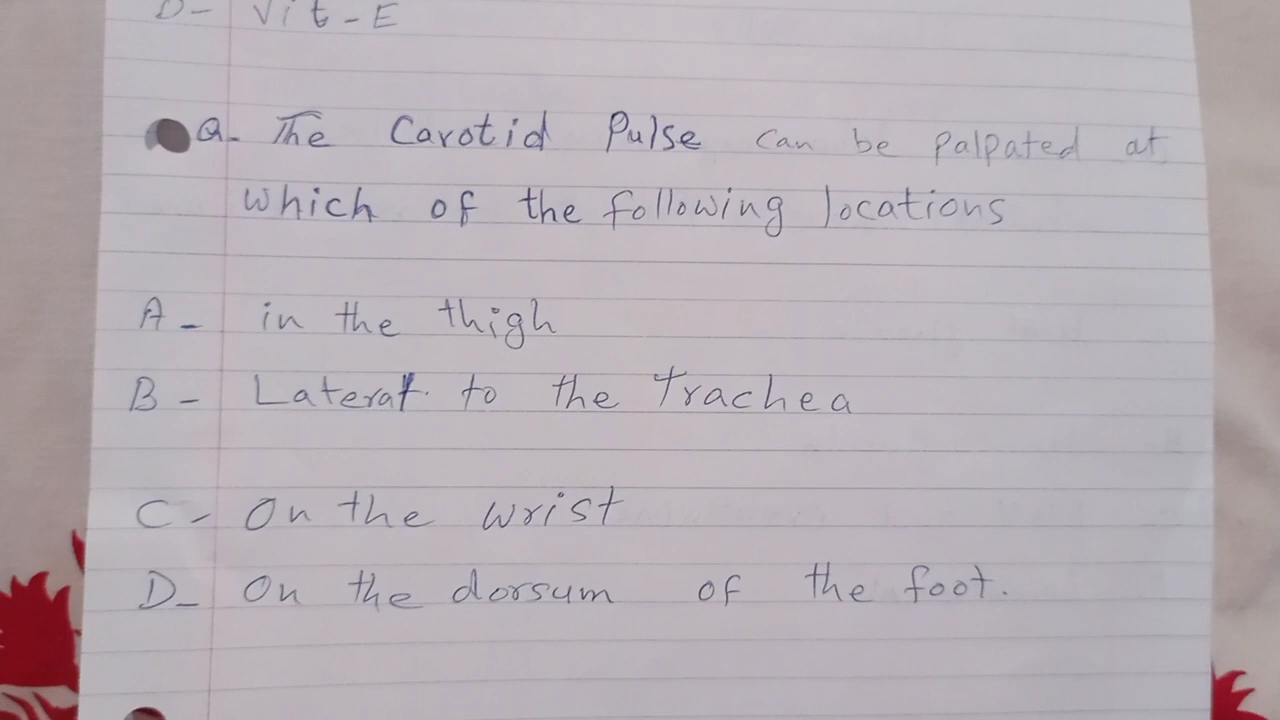 D- Vit-E
Q- The Carotid Pulse can be palpated at
which of the following locations
A- in the thigh
B- Lateral to the trachea
C- On the wrist
D- On the dorsum of the foot.